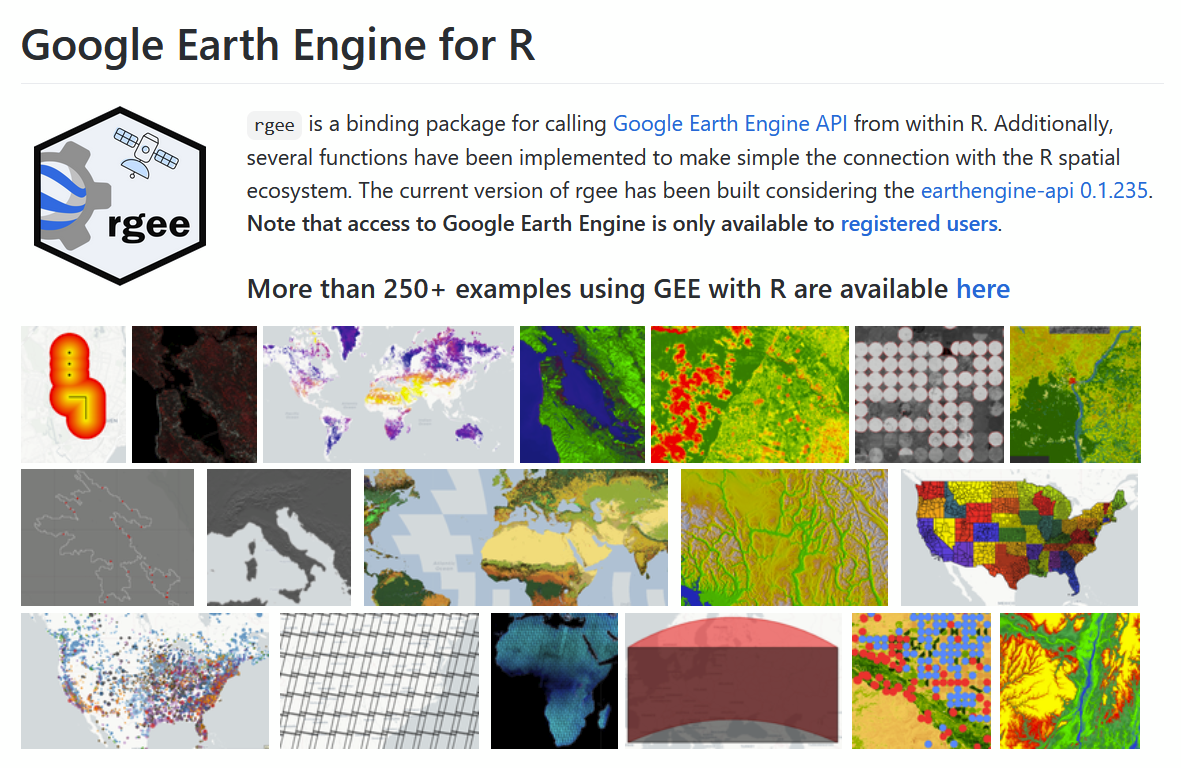 Google Earth Engine for R
rgee is a binding package for calling Google Earth Engine API from within R. Additionally,
several functions have been implemented to make simple the connection with the R spatial
ecosystem. The current version of rgee has been built considering the earthengine-api 0.1.235.
Note that access to Google Earth Engine is only available to registered users.
rgee
More than 250+ examples using GEE with R are available here